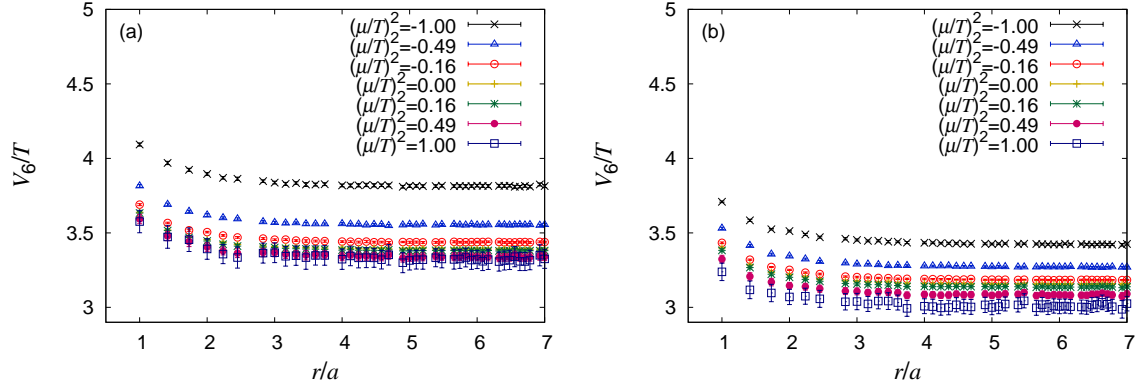 (a)
(μ/T)²=-1.00
(μ/T)²=-0.49
(μ/T)²=-0.16
(μ/T)²=0.00
(μ/T)²=0.16
(μ/T)²=0.49
(μ/T)²=1.00
5
4.5
4
3.5
3
V₆/T
1 2 3 4 5 6 7
r/a
(b)
(μ/T)²=-1.00
(μ/T)²=-0.49
(μ/T)²=-0.16
(μ/T)²=0.00
(μ/T)²=0.16
(μ/T)²=0.49
(μ/T)²=1.00
5
4.5
4
3.5
3
V₆/T
1 2 3 4 5 6 7
r/a